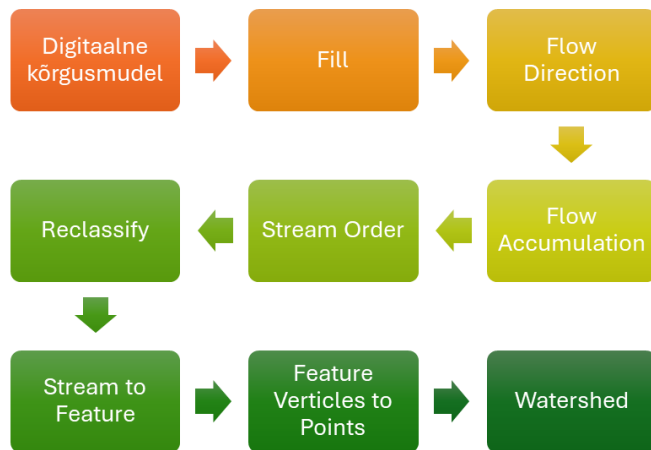 Digitaalne
kõrgusmudel
Fill
Flow
Direction
Flow
Accumulation
Stream Order
Reclassify
Stream to
Feature
Feature
Verticles to
Points
Watershed